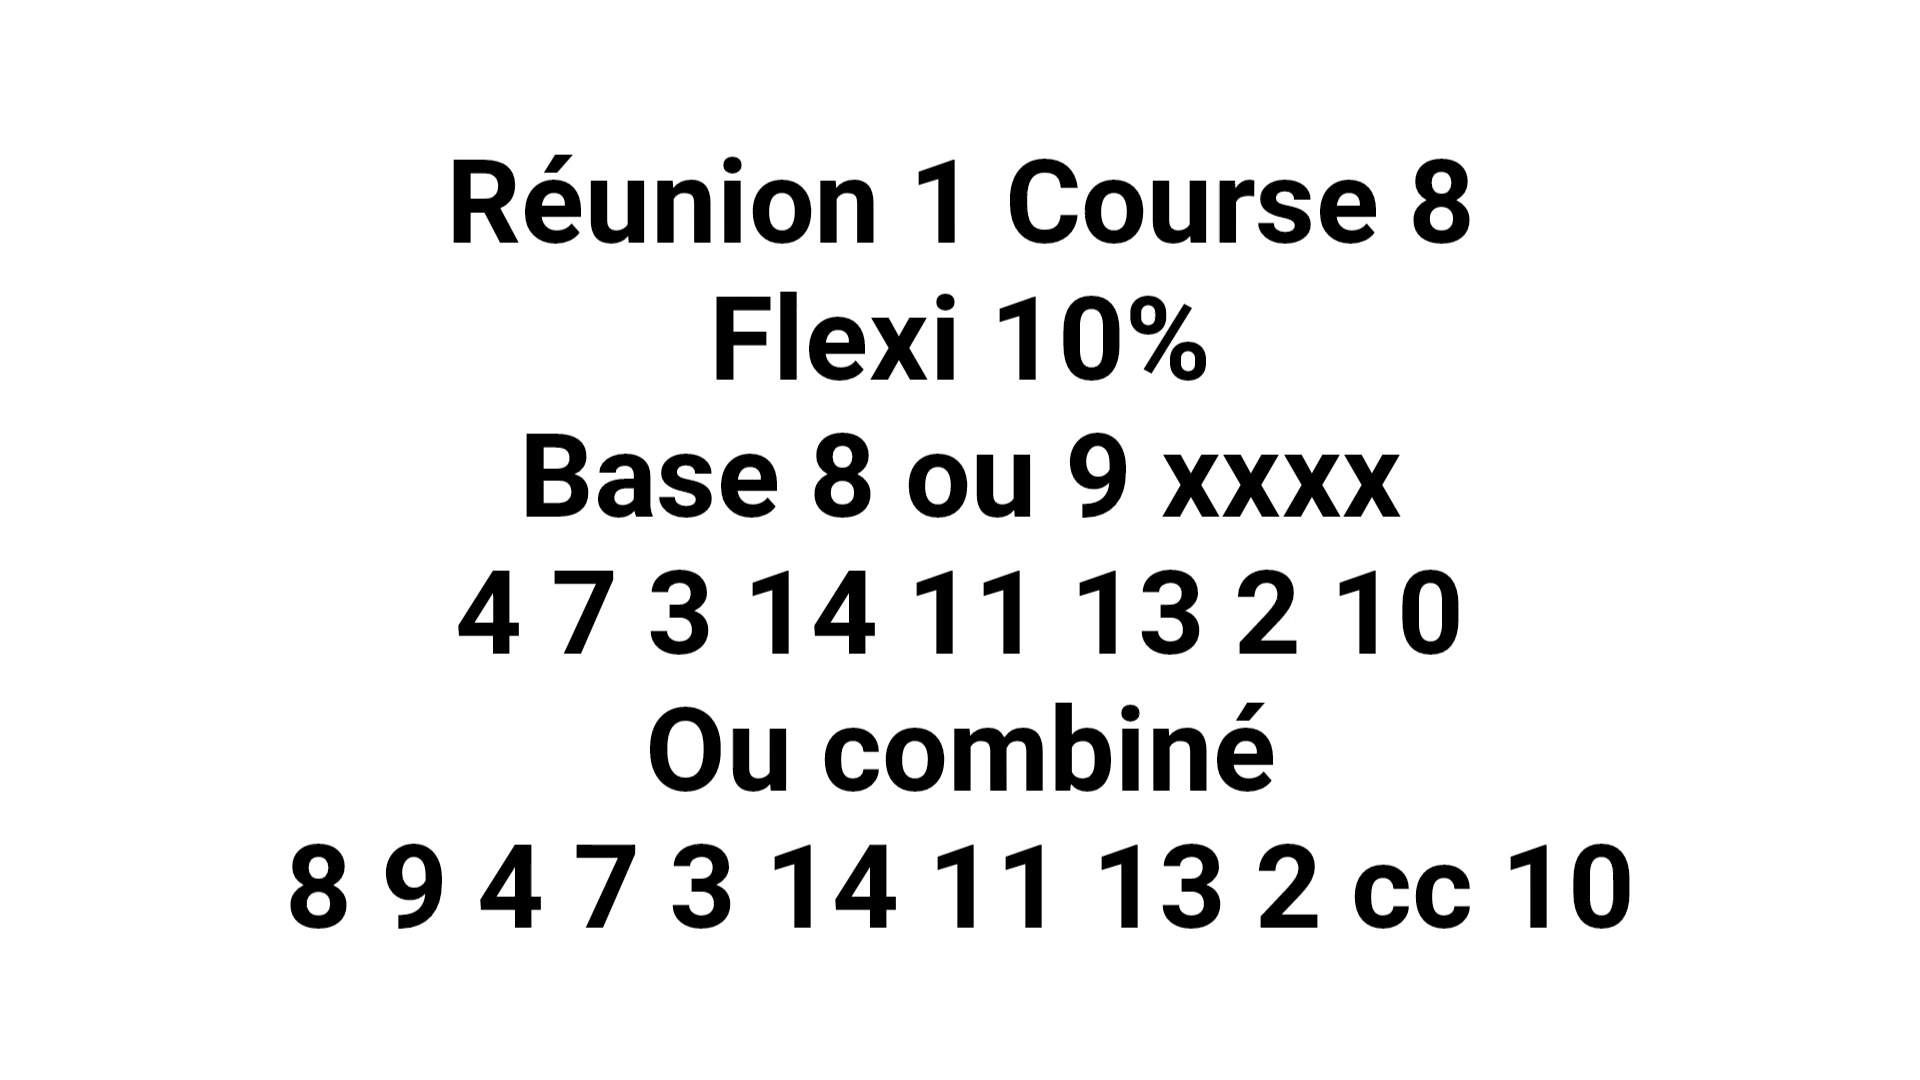 Réunion 1 Course 8
Flexi 10%
Base 8 ou 9 xxxx
4 7 3 14 11 13 2 10
Ou combiné
8 9 4 7 3 14 11 13 2 cc 10